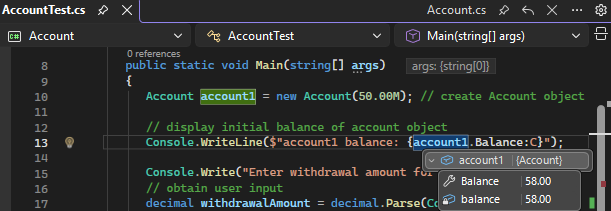 AccountTest.cs
Account.cs
Account
AccountTest
Main(string[] args)
0 references
8 public static void Main(string[] args) args: {string[0]}
9 {
10 Account account1 = new Account(50.00M); // create Account object
12 // display initial balance of account object
13 Console.WriteLine($"account1 balance: {account1.Balance:C}");
account1 {Account}
15 Console.Write("Enter withdrawal amount for
Balance 58.00
16 // obtain user input
balance 58.00
17 decimal withdrawalAmount = decimal.Parse(Co